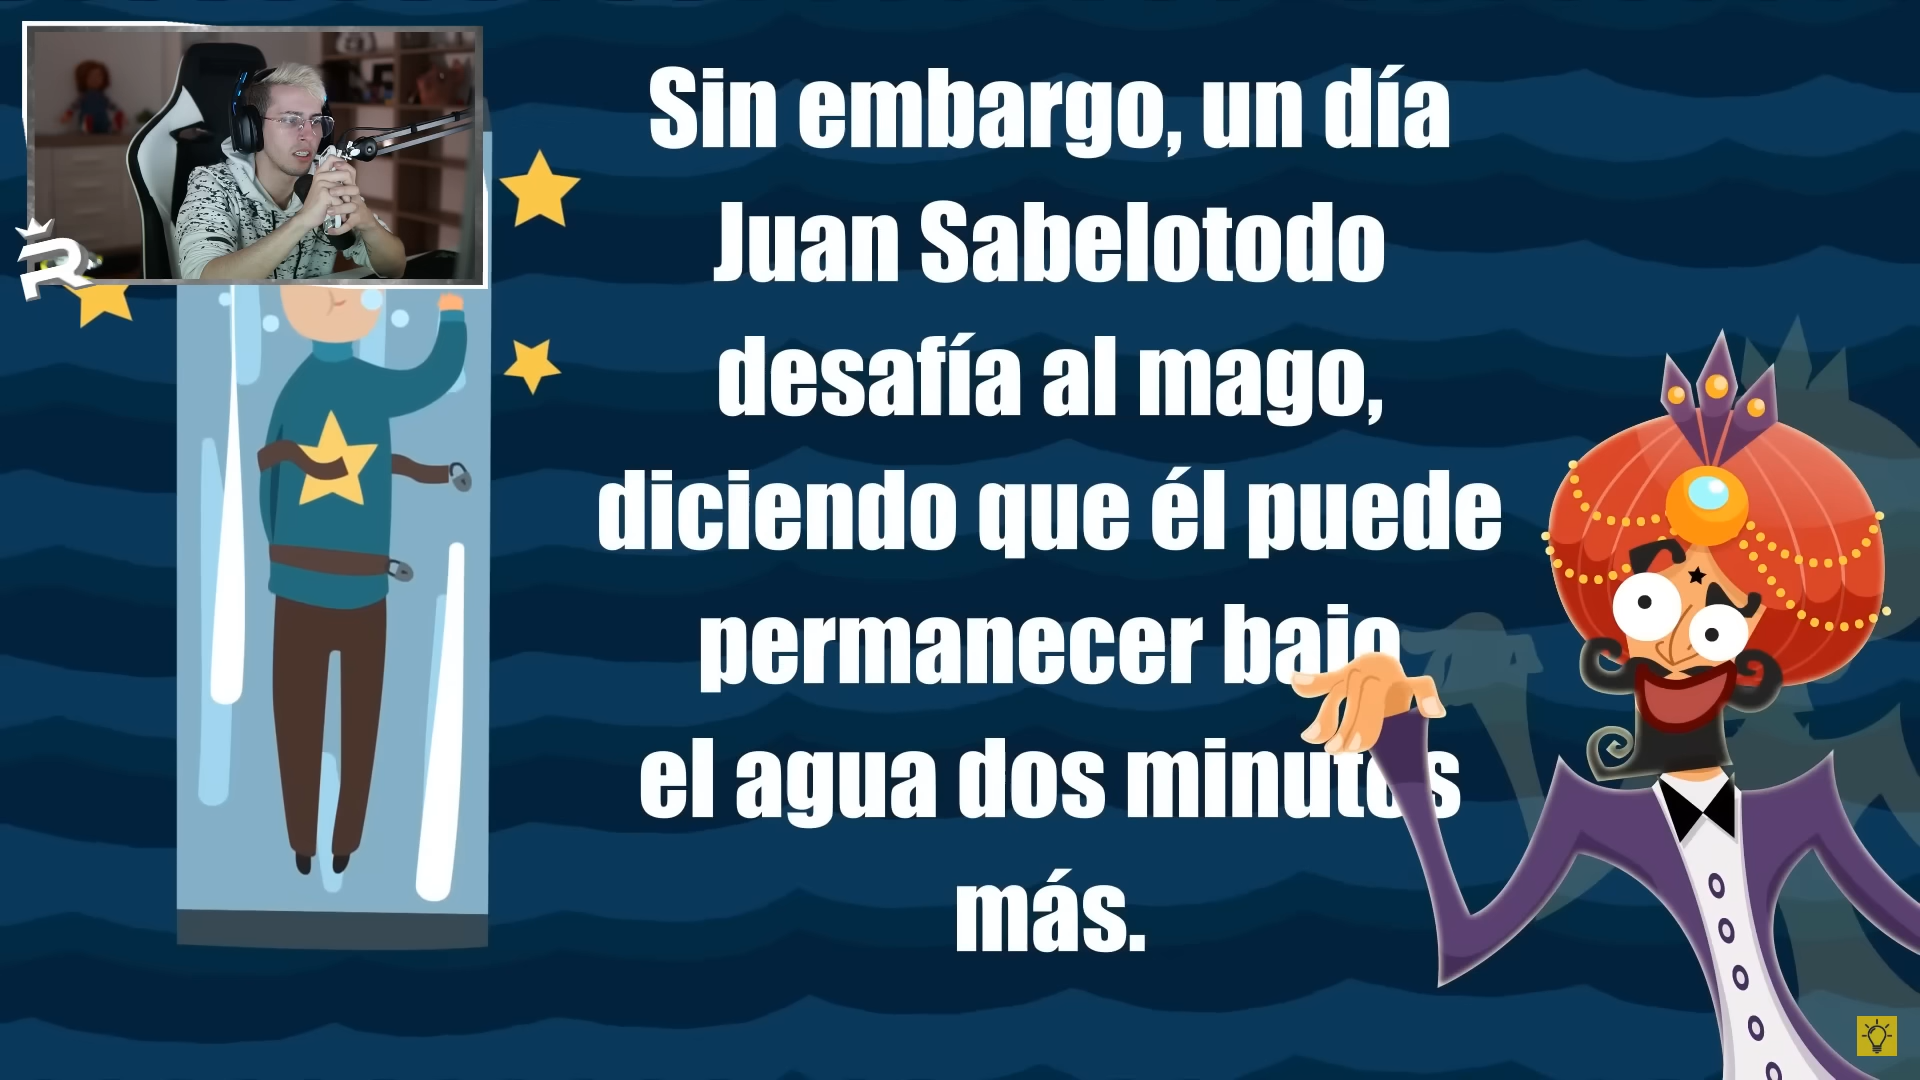 Sin embargo, un día
Juan Sabelotodo
desafía al mago,
diciendo que él puede
permanecer bajo
el agua dos minutos
más.